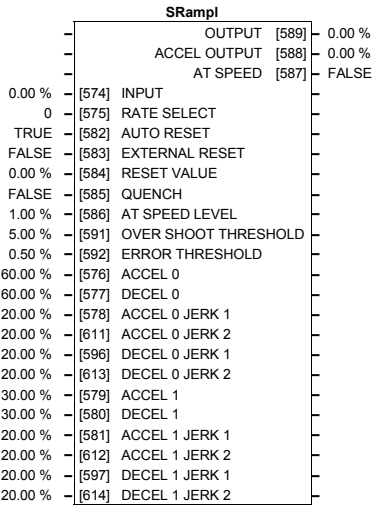 SRampl
OUTPUT [589] – 0.00 %
ACCEL OUTPUT [588] – 0.00 %
AT SPEED [587] – FALSE
0.00 % – [574] INPUT
0 – [575] RATE SELECT
TRUE – [582] AUTO RESET
FALSE – [583] EXTERNAL RESET
0.00 % – [584] RESET VALUE
FALSE – [585] QUENCH
1.00 % – [586] AT SPEED LEVEL
5.00 % – [591] OVER SHOOT THRESHOLD
0.50 % – [592] ERROR THRESHOLD
60.00 % – [576] ACCEL 0
60.00 % – [577] DECEL 0
20.00 % – [578] ACCEL 0 JERK 1
20.00 % – [611] ACCEL 0 JERK 2
20.00 % – [596] DECEL 0 JERK 1
20.00 % – [613] DECEL 0 JERK 2
30.00 % – [579] ACCEL 1
30.00 % – [580] DECEL 1
20.00 % – [581] ACCEL 1 JERK 1
20.00 % – [612] ACCEL 1 JERK 2
20.00 % – [597] DECEL 1 JERK 1
20.00 % – [614] DECEL 1 JERK 2